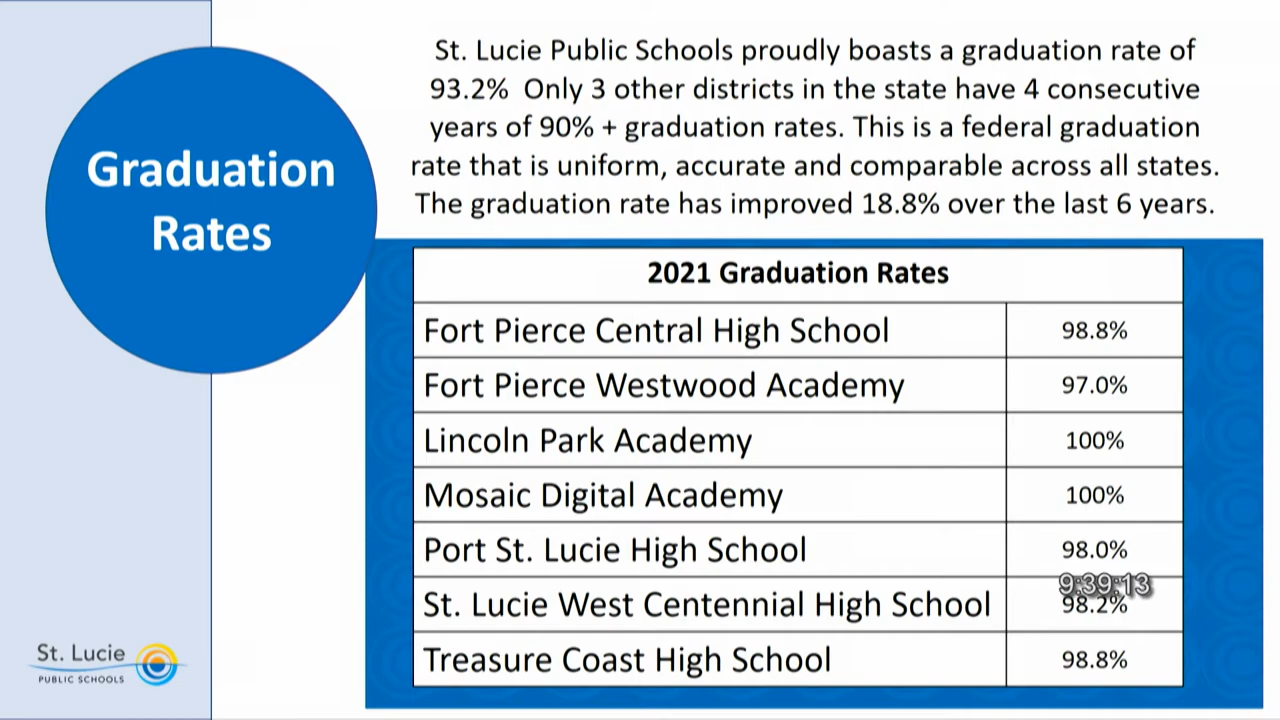 Graduation
Rates
St. Lucie Public Schools proudly boasts a graduation rate of
93.2% Only 3 other districts in the state have 4 consecutive
years of 90% + graduation rates. This is a federal graduation
rate that is uniform, accurate and comparable across all states.
The graduation rate has improved 18.8% over the last 6 years.
2021 Graduation Rates
Fort Pierce Central High School 98.8%
Fort Pierce Westwood Academy 97.0%
Lincoln Park Academy 100%
Mosaic Digital Academy 100%
Port St. Lucie High School 98.0%
9:39:13
St. Lucie West Centennial High School 98.2%
Treasure Coast High School 98.8%
St. Lucie
PUBLIC SCHOOLS